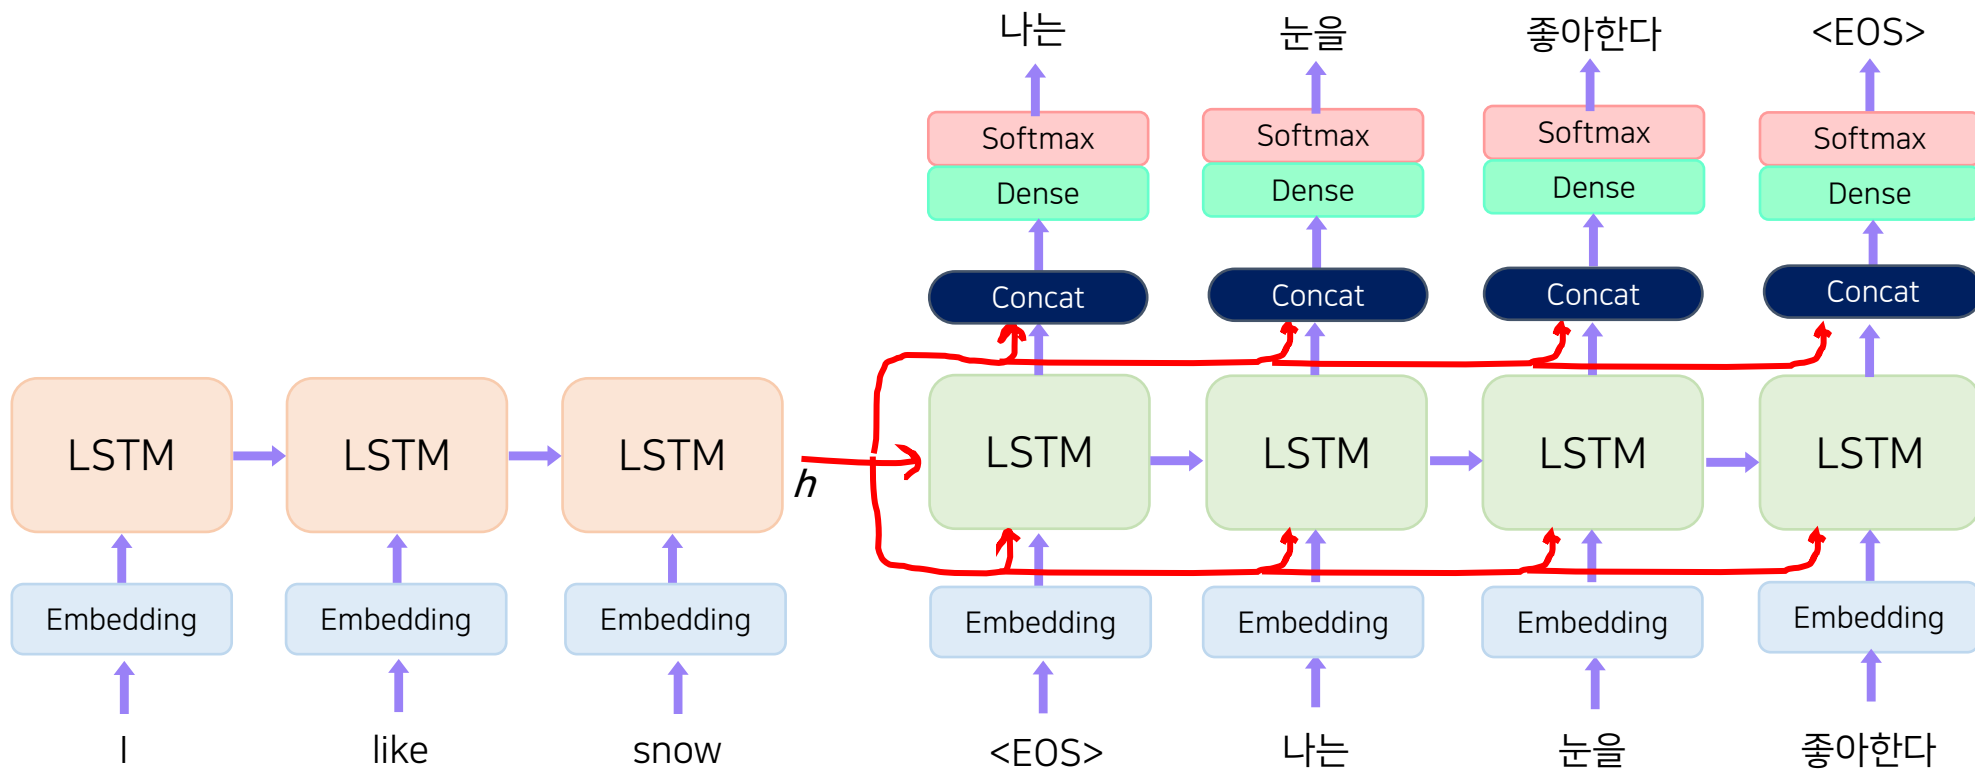 나는 눈을 좋아한다 <EOS>
Softmax Softmax Softmax Softmax
Dense Dense Dense Dense
Concat Concat Concat Concat
LSTM LSTM LSTM LSTM LSTM LSTM LSTM
h
Embedding Embedding Embedding Embedding Embedding Embedding Embedding
I like snow <EOS> 나는 눈을 좋아한다